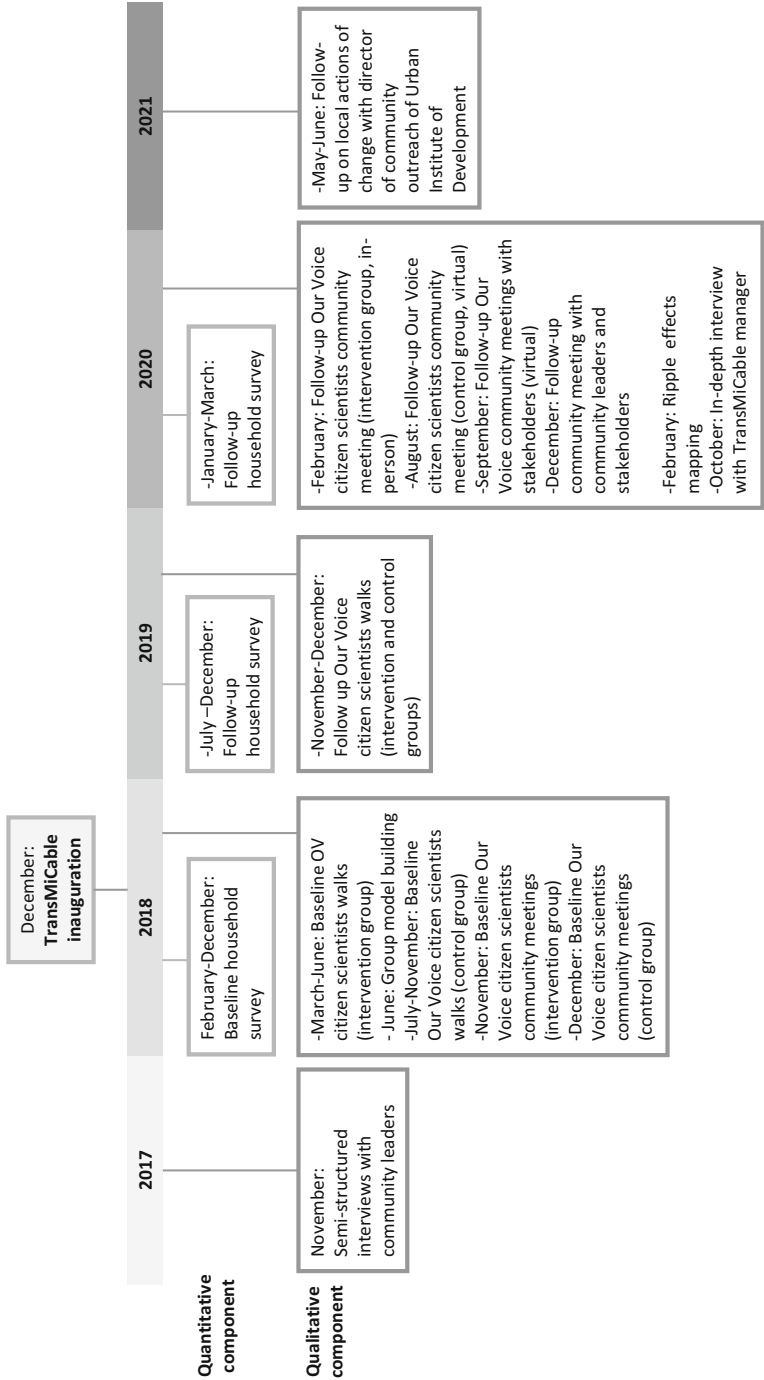 December:
TransMiCable
inauguration
2017
2018
2019
2020
2021
Quantitative
component
February-December:
Baseline household
survey
-July –December:
Follow-up
household survey
-January-March:
Follow-up
household survey
Qualitative
component
November:
Semi-structured
interviews with
community leaders
-March-June: Baseline OV
citizen scientists walks
(intervention group)
- June: Group model building
-July-November: Baseline
Our Voice citizen scientists
walks (control group)
-November: Baseline Our
Voice citizen scientists
community meetings
(intervention group)
-December: Baseline Our
Voice citizen scientists
community meetings
(control group)
-November-December:
Follow up Our Voice
citizen scientists walks
(intervention and control
groups)
-February: Follow-up Our Voice
citizen scientists community
meeting (intervention group, in-
person)
-August: Follow-up Our Voice
citizen scientists community
meeting (control group, virtual)
-September: Follow-up Our
Voice community meetings with
stakeholders (virtual)
-December: Follow-up
community meeting with
community leaders and
stakeholders
-February: Ripple effects
mapping
-October: In-depth interview
with TransMiCable manager
-May-June: Follow-
up on local actions of
change with director
of community
outreach of Urban
Institute of
Development